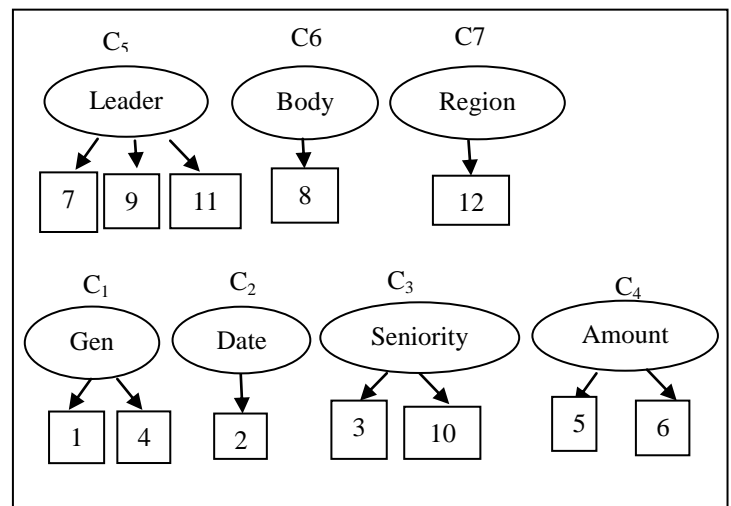 C₅ C6 C7
Leader Body Region
7 9 11 8 12
C₁ C₂ C₃ C₄
Gen Date Seniority Amount
1 4 2 3 10 5 6